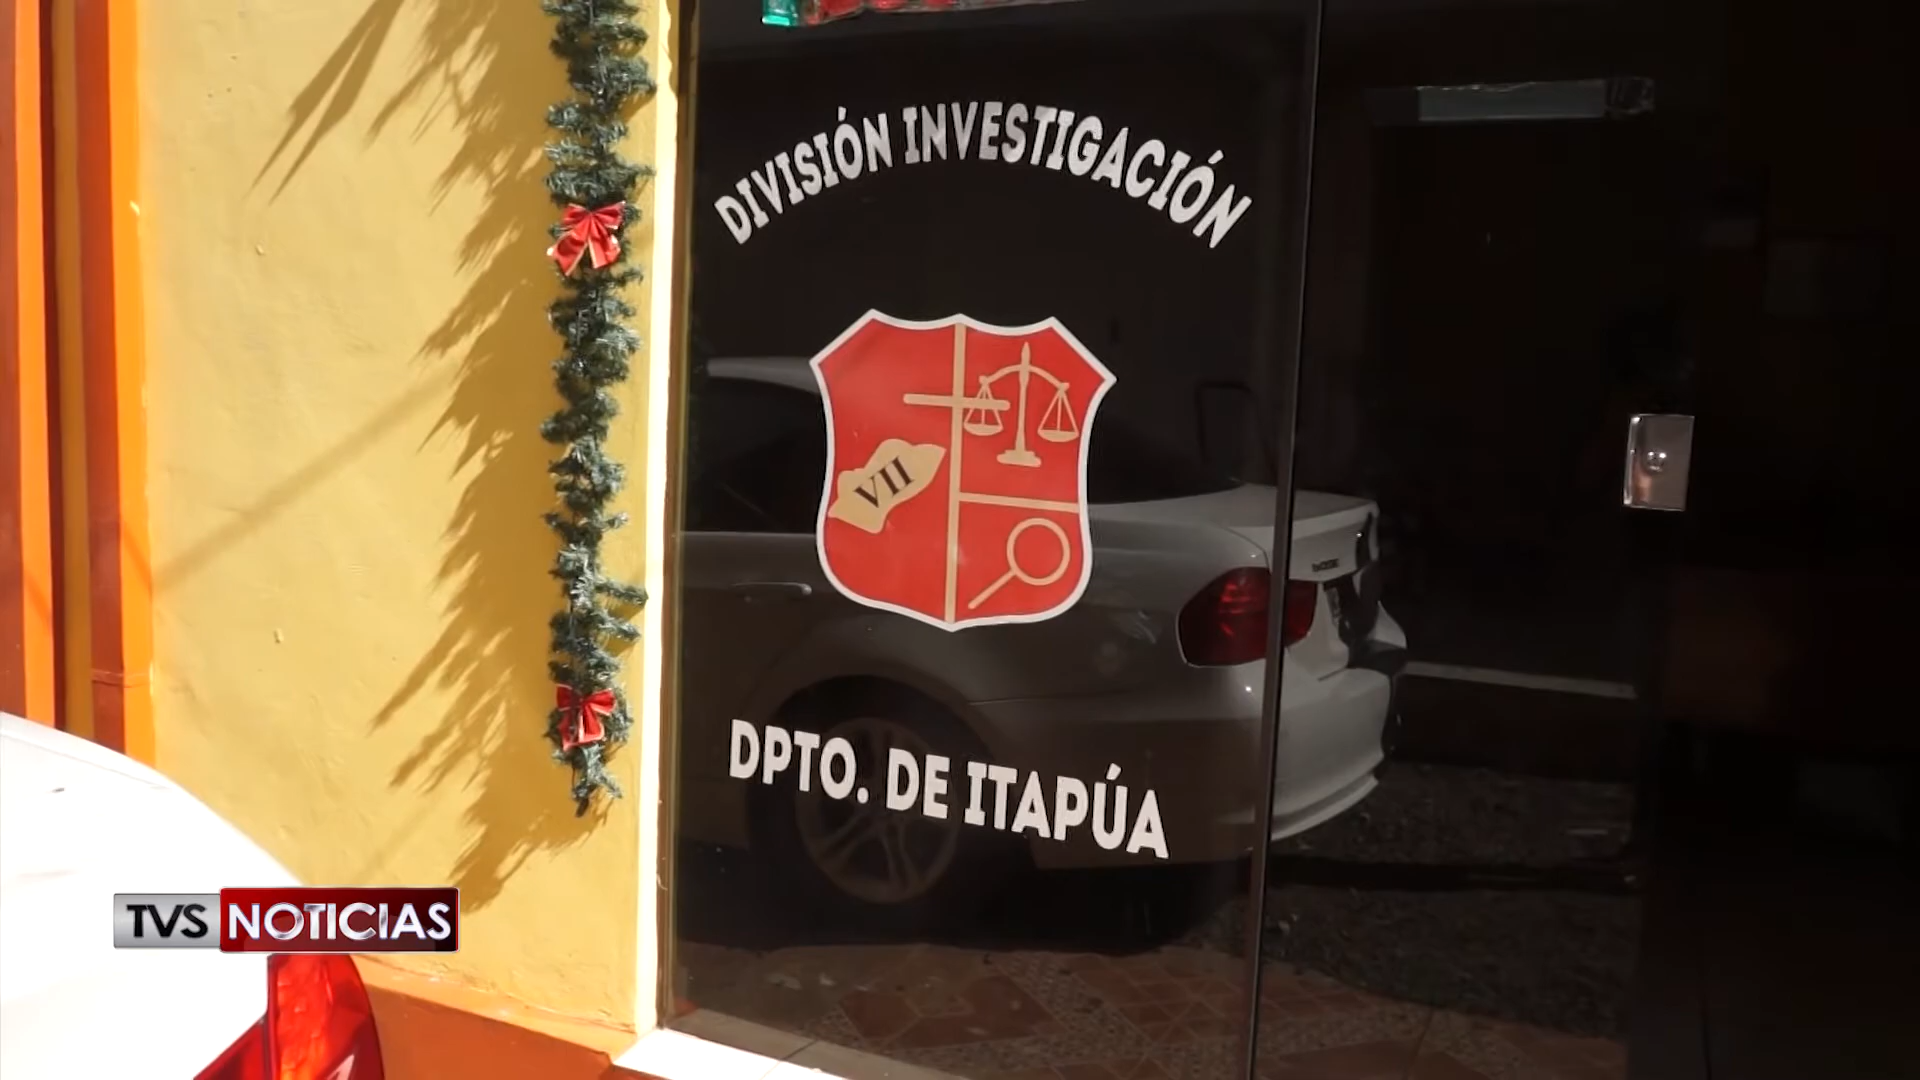 DIVISIÓN INVESTIGACIÓN
VII
DPTO. DE ITAPÚA
TVS NOTICIAS